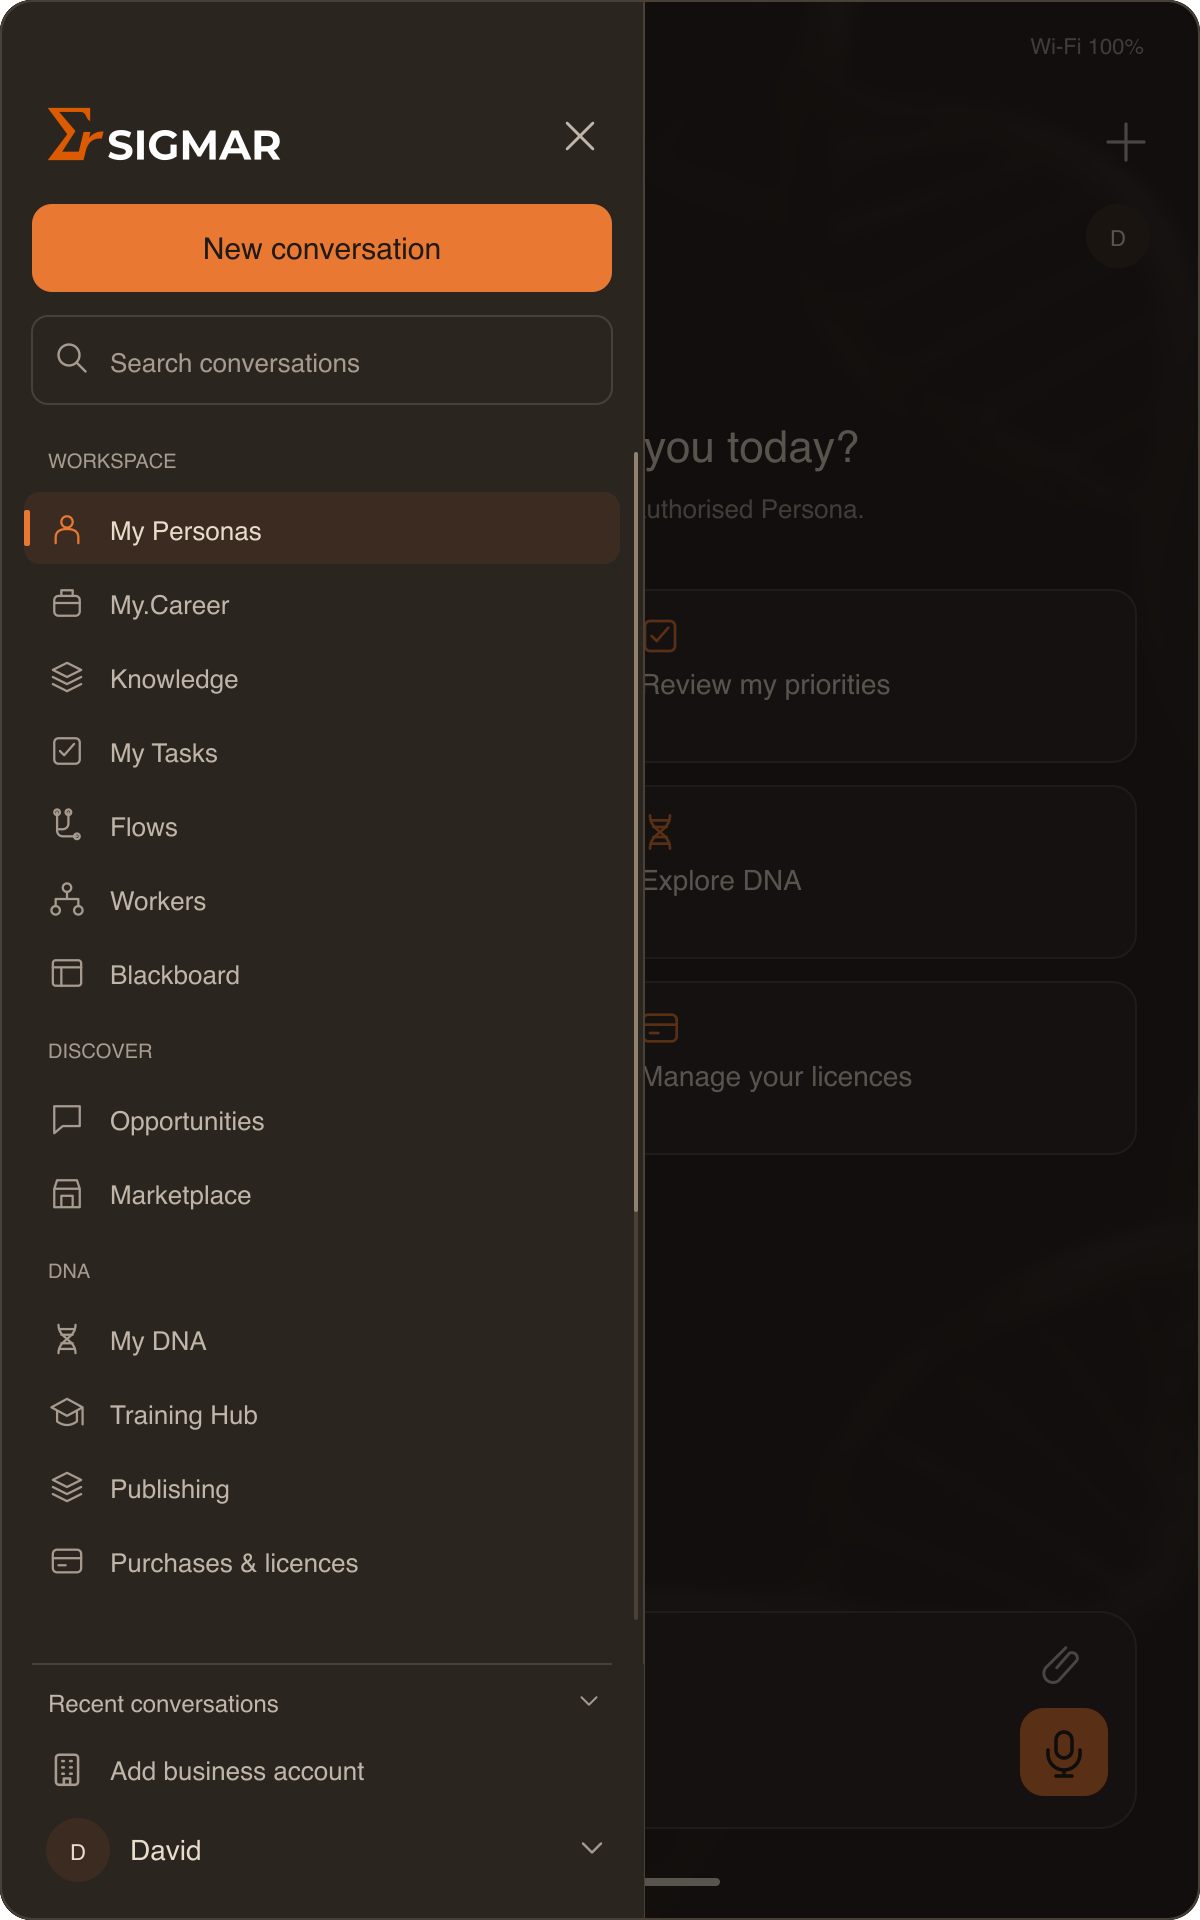 Wi-Fi 100%
Σr SIGMAR
New conversation
D
Search conversations
you today?
WORKSPACE
uthorised Persona.
My Personas
My.Career
Knowledge
Review my priorities
My Tasks
Flows
Explore DNA
Workers
Blackboard
DISCOVER
Manage your licences
Opportunities
Marketplace
DNA
My DNA
Training Hub
Publishing
Purchases & licences
Recent conversations
Add business account
D David